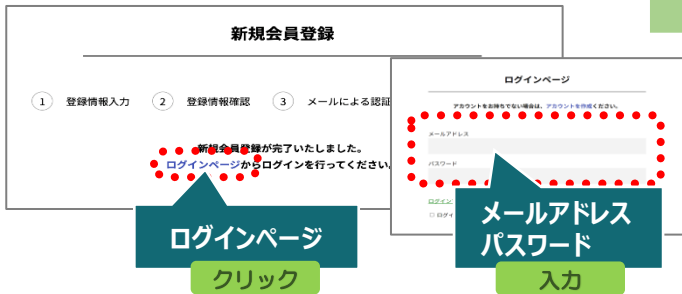 新規会員登録
1 登録情報入力 2 登録情報確認 3 メールによる認証
新規会員登録が完了いたしました。
ログインページからログインを行ってください。
ログインページ
クリック
ログインページ
アカウントをお持ちでない場合は、アカウントを作成ください。
メールアドレス
パスワード
ログイン
ログイ
メールアドレス
パスワード
入力